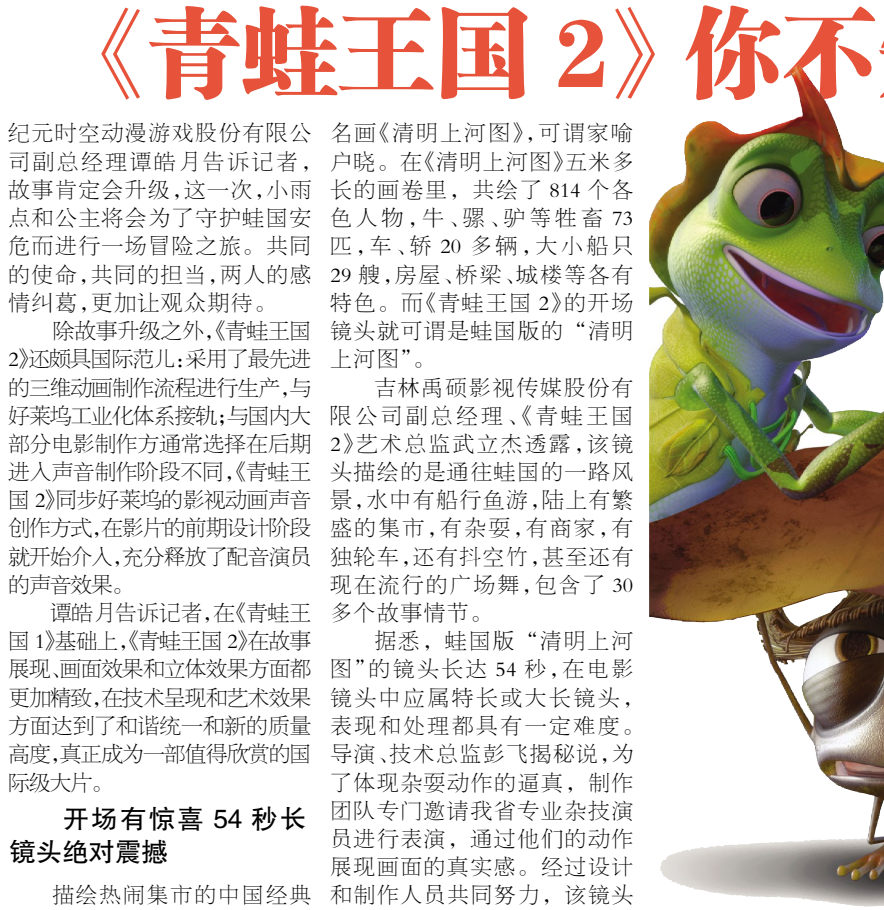 《青蛙王国 2》你不
纪元时空动漫游戏股份有限公
司副总经理谭皓月告诉记者，
故事肯定会升级，这一次，小雨
点和公主将会为了守护蛙国安
危而进行一场冒险之旅。共同
的使命，共同的担当，两人的感
情纠葛，更加让观众期待。
除故事升级之外，《青蛙王国
2》还颇具国际范儿：采用了最先进
的三维动画制作流程进行生产，与
好莱坞工业化体系接轨；与国内大
部分电影制作方通常选择在后期
进入声音制作阶段不同，《青蛙王
国 2》同步好莱坞的影视动画声音
创作方式，在影片的前期设计阶段
就开始介入，充分释放了配音演员
的声音效果。
谭皓月告诉记者，在《青蛙王
国 1》基础上，《青蛙王国 2》在故事
展现、画面效果和立体效果方面都
更加精致，在技术呈现和艺术效果
方面达到了和谐统一和新的质量
高度，真正成为一部值得欣赏的国
际级大片。
开场有惊喜 54 秒长
镜头绝对震撼
描绘热闹集市的中国经典
名画《清明上河图》，可谓家喻
户晓。在《清明上河图》五米多
长的画卷里，共绘了 814 个各
色人物，牛、骡、驴等牲畜 73
匹，车、轿 20 多辆，大小船只
29 艘，房屋、桥梁、城楼等各有
特色。而《青蛙王国 2》的开场
镜头就可谓是蛙国版的“清明
上河图”。
吉林禹硕影视传媒股份有
限公司副总经理、《青蛙王国
2》艺术总监武立杰透露，该镜
头描绘的是通往蛙国的一路风
景，水中有船行鱼游，陆上有繁
盛的集市，有杂耍，有商家，有
独轮车，还有抖空竹，甚至还有
现在流行的广场舞，包含了 30
多个故事情节。
据悉，蛙国版“清明上河
图”的镜头长达 54 秒，在电影
镜头中应属特长或大长镜头，
表现和处理都具有一定难度。
导演、技术总监彭飞揭秘说，为
了体现杂耍动作的逼真，制作
团队专门邀请我省专业杂技演
员进行表演，通过他们的动作
展现画面的真实感。经过设计
和制作人员共同努力，该镜头